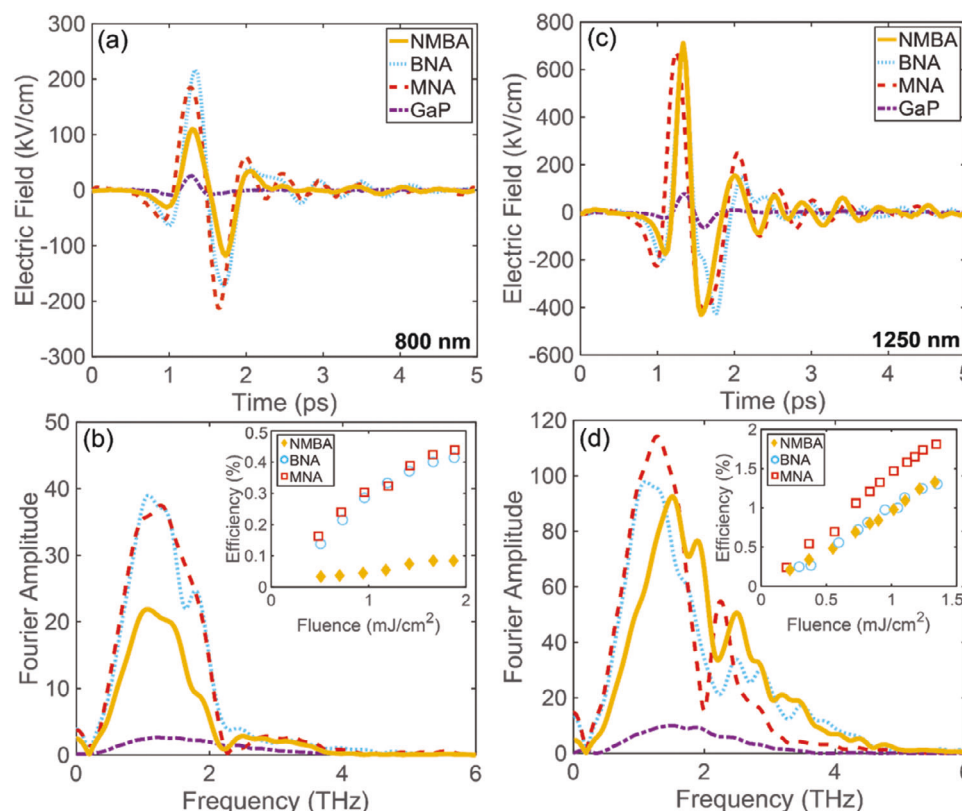 (a)
NMBA
BNA
MNA
GaP
300
200
100
0
-100
-200
-300
Electric Field (kV/cm)
800 nm
0 1 2 3 4 5
Time (ps)
(c)
NMBA
BNA
MNA
GaP
800
600
400
200
0
-200
-400
-600
Electric Field (kV/cm)
1250 nm
0 1 2 3 4 5
Time (ps)
(b)
50
40
30
20
10
0
Fourier Amplitude
0 2 4 6
Frequency (THz)
NMBA
BNA
MNA
0.5
0.4
0.3
0.2
0.1
0
Efficiency (%)
0 1 2
Fluence (mJ/cm²)
(d)
120
100
80
60
40
20
0
Fourier Amplitude
0 2 4 6
Frequency (THz)
NMBA
BNA
MNA
2
1.5
1
0.5
0
Efficiency (%)
0 0.5 1 1.5
Fluence (mJ/cm²)